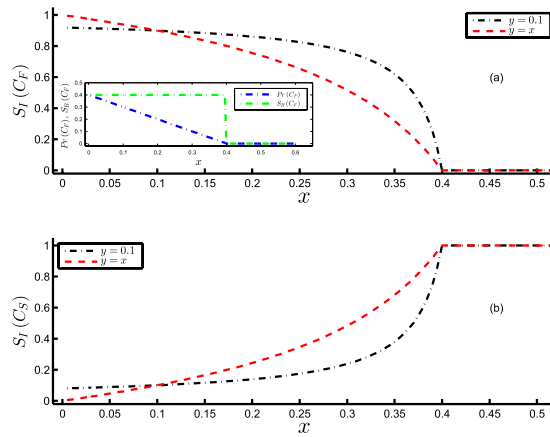 1
0.8
0.6
0.4
0.2
0
S_I (C_F)
y = 0.1
y = x
(a)
0.5
0.4
0.3
0.2
0.1
0
Pr (C_F), S_B (C_F)
Pr (C_F)
S_B (C_F)
0 0.1 0.2 0.3 0.4 0.5 0.6
x
0 0.05 0.1 0.15 0.2 0.25 0.3 0.35 0.4 0.45 0.5
x
y = 0.1
y = x
1
0.8
0.6
0.4
0.2
0
S_I (C_S)
(b)
0 0.05 0.1 0.15 0.2 0.25 0.3 0.35 0.4 0.45 0.5
x